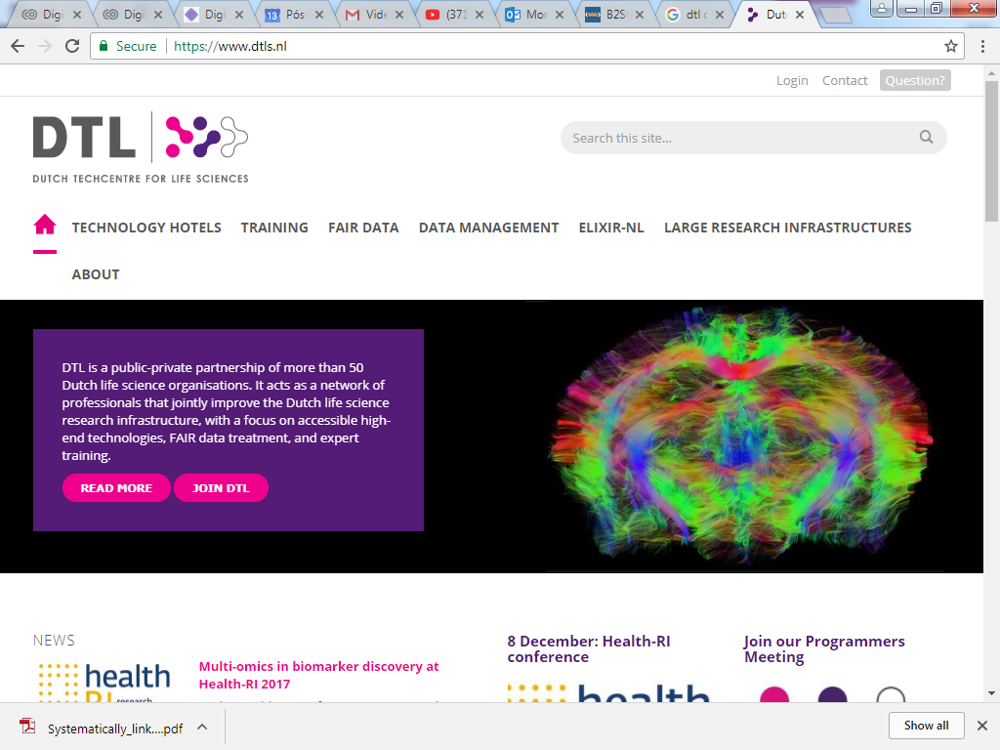 Digi
Digi
Digi
13
Pós-
Vide
(371
Mor
B2S
dtl c
Dut
Secure
https://www.dtls.nl
Login Contact Question?
DTL
DUTCH TECHCENTRE FOR LIFE SCIENCES
Search this site...
TECHNOLOGY HOTELS TRAINING FAIR DATA DATA MANAGEMENT ELIXIR-NL LARGE RESEARCH INFRASTRUCTURES
ABOUT
DTL is a public-private partnership of more than 50
Dutch life science organisations. It acts as a network of
professionals that jointly improve the Dutch life science
research infrastructure, with a focus on accessible high-
end technologies, FAIR data treatment, and expert
training.
READ MORE JOIN DTL
NEWS
health
RI research
Multi-omics in biomarker discovery at
Health-RI 2017
8 December: Health-RI
conference
health
Join our Programmers
Meeting
Systematically_link....pdf
Show all